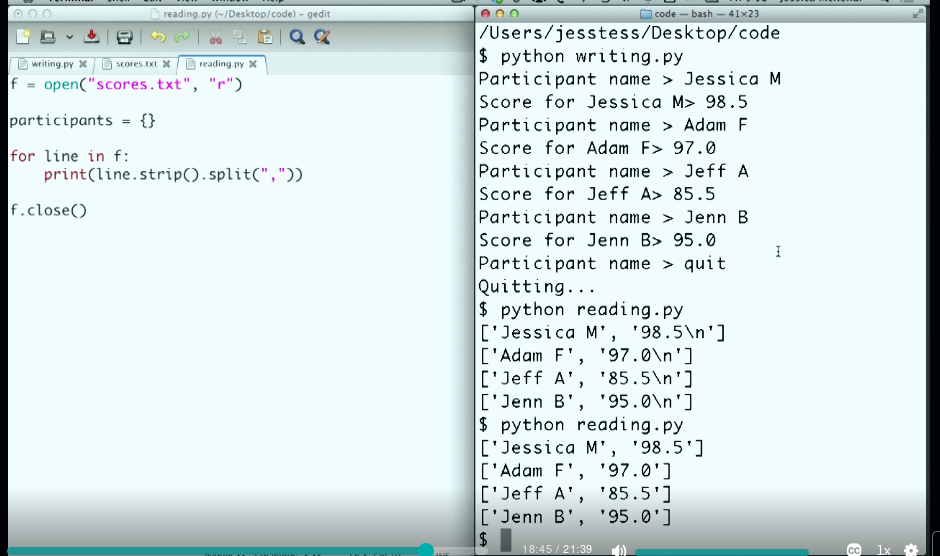 reading.py (~/Desktop/code) - gedit
writing.py
scores.txt
reading.py
f = open("scores.txt", "r")
participants = {}
for line in f:
print(line.strip().split(","))
f.close()
code — bash — 41×23
/Users/jesstess/Desktop/code
$ python writing.py
Participant name > Jessica M
Score for Jessica M> 98.5
Participant name > Adam F
Score for Adam F> 97.0
Participant name > Jeff A
Score for Jeff A> 85.5
Participant name > Jenn B
Score for Jenn B> 95.0
Participant name > quit
Quitting...
$ python reading.py
['Jessica M', '98.5\n']
['Adam F', '97.0\n']
['Jeff A', '85.5\n']
['Jenn B', '95.0\n']
$ python reading.py
['Jessica M', '98.5']
['Adam F', '97.0']
['Jeff A', '85.5']
['Jenn B', '95.0']
$
18:45 / 21:39
CC 1x